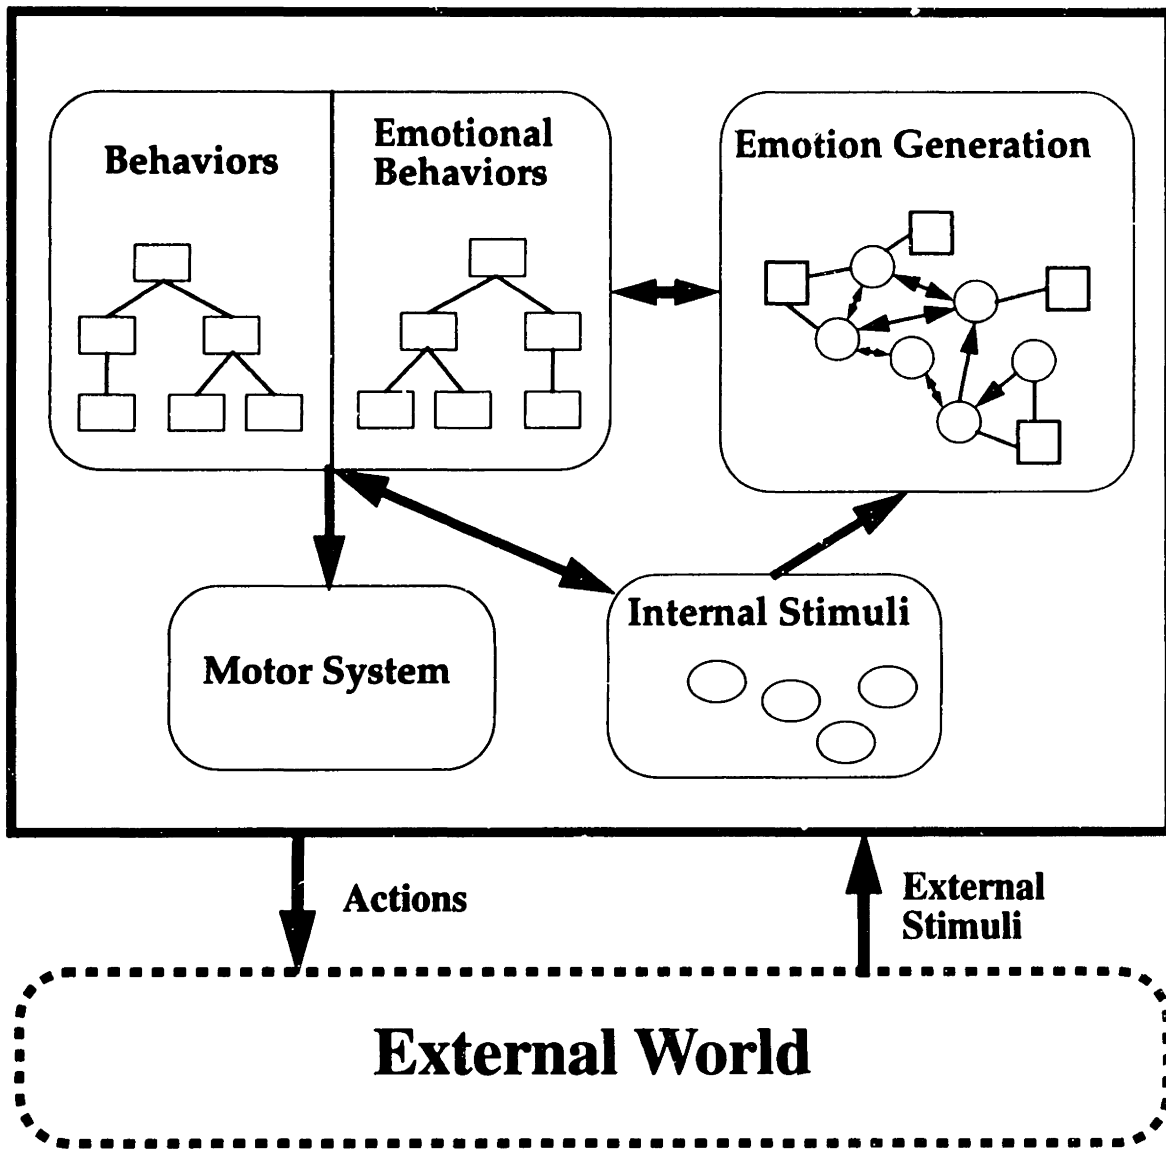 Behaviors
Emotional
Behaviors
Emotion Generation
Motor System
Internal Stimuli
Actions
External
Stimuli
External World